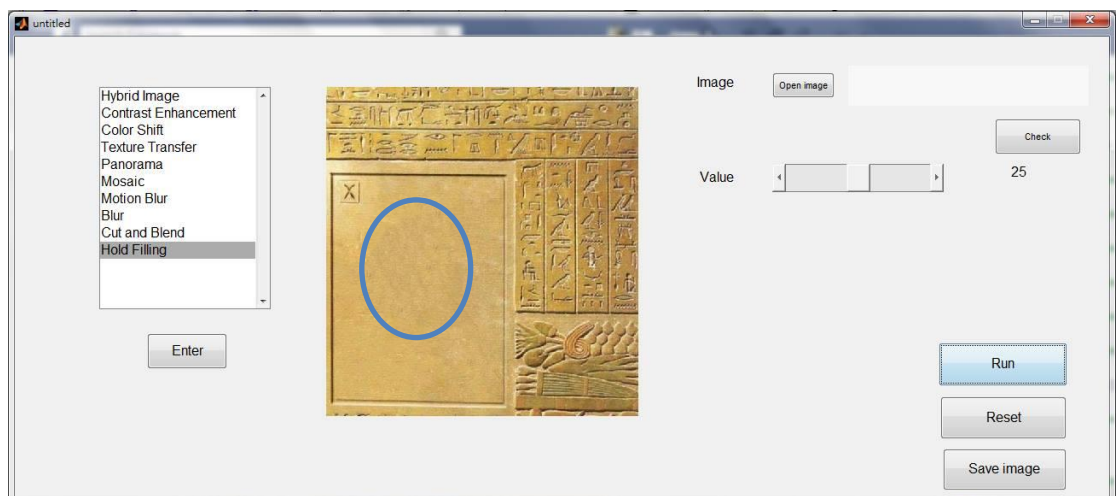 untitled
Hybrid Image
Contrast Enhancement
Color Shift
Texture Transfer
Panorama
Mosaic
Motion Blur
Blur
Cut and Blend
Hold Filling
Enter
X
Image
Open image
Check
Value
25
Run
Reset
Save image